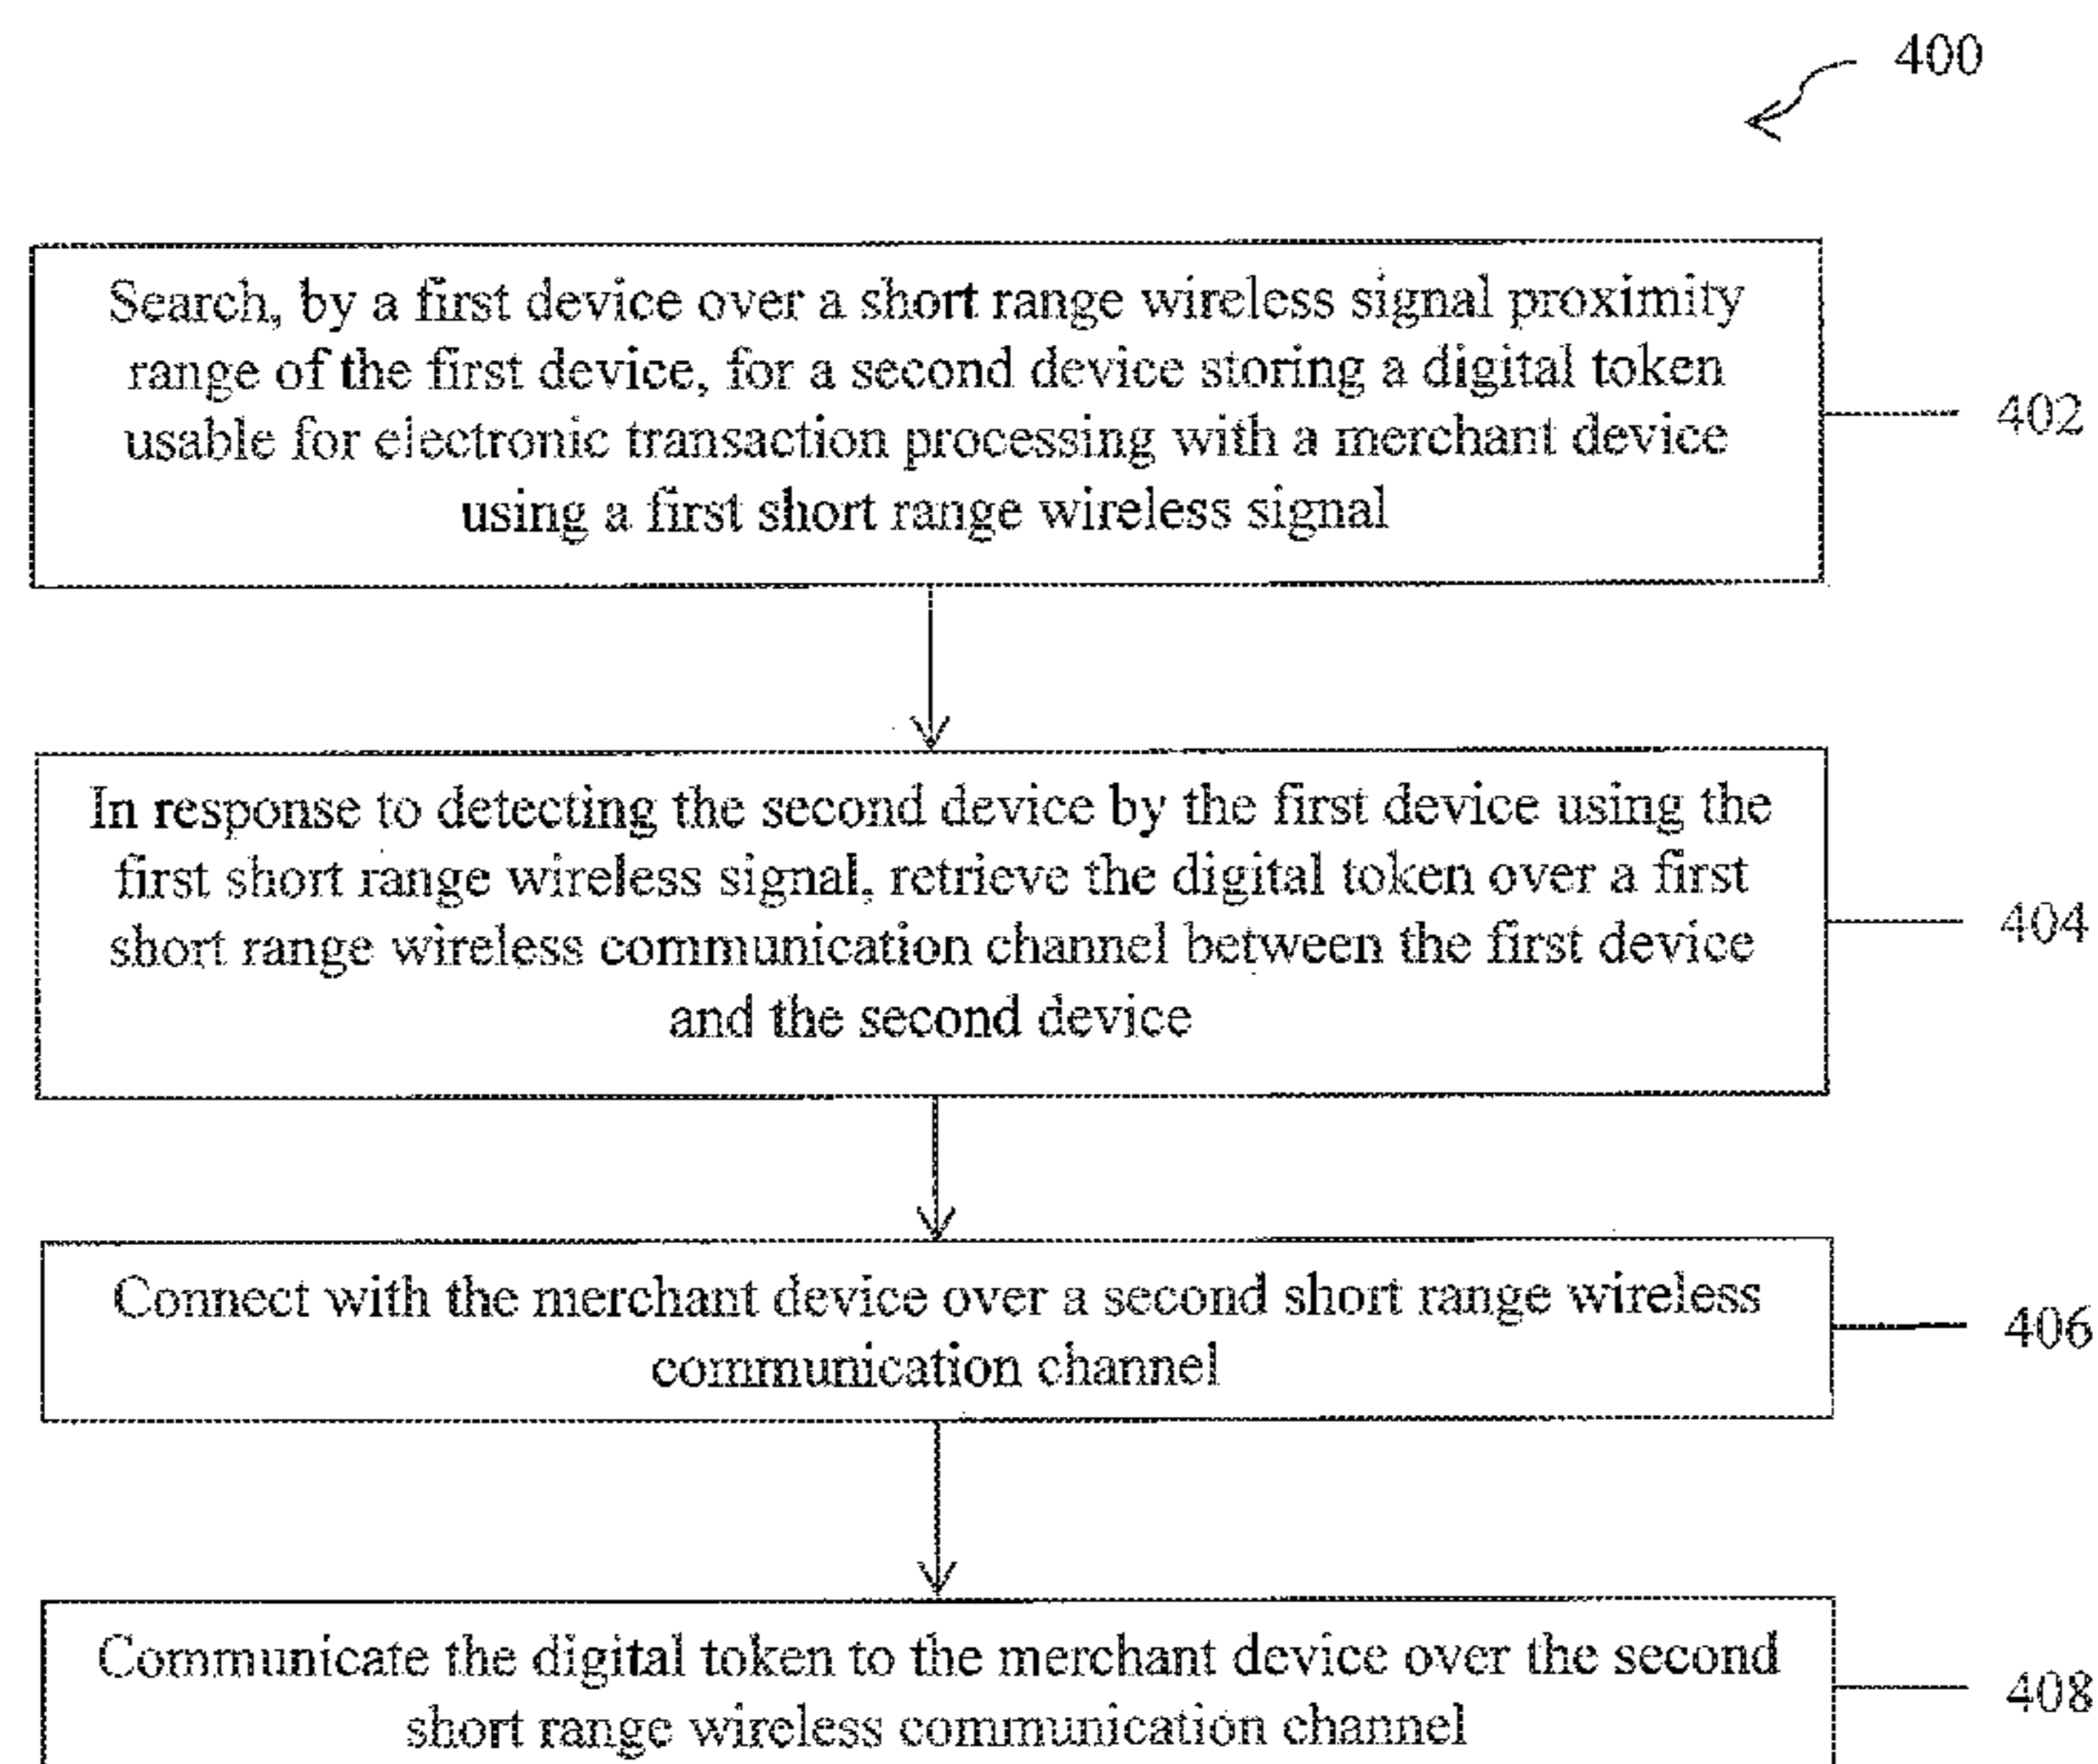 400
Search, by a first device over a short range wireless signal proximity
range of the first device, for a second device storing a digital token
usable for electronic transaction processing with a merchant device
using a first short range wireless signal
402
In response to detecting the second device by the first device using the
first short range wireless signal, retrieve the digital token over a first
short range wireless communication channel between the first device
and the second device
404
Connect with the merchant device over a second short range wireless
communication channel
406
Communicate the digital token to the merchant device over the second
short range wireless communication channel
408